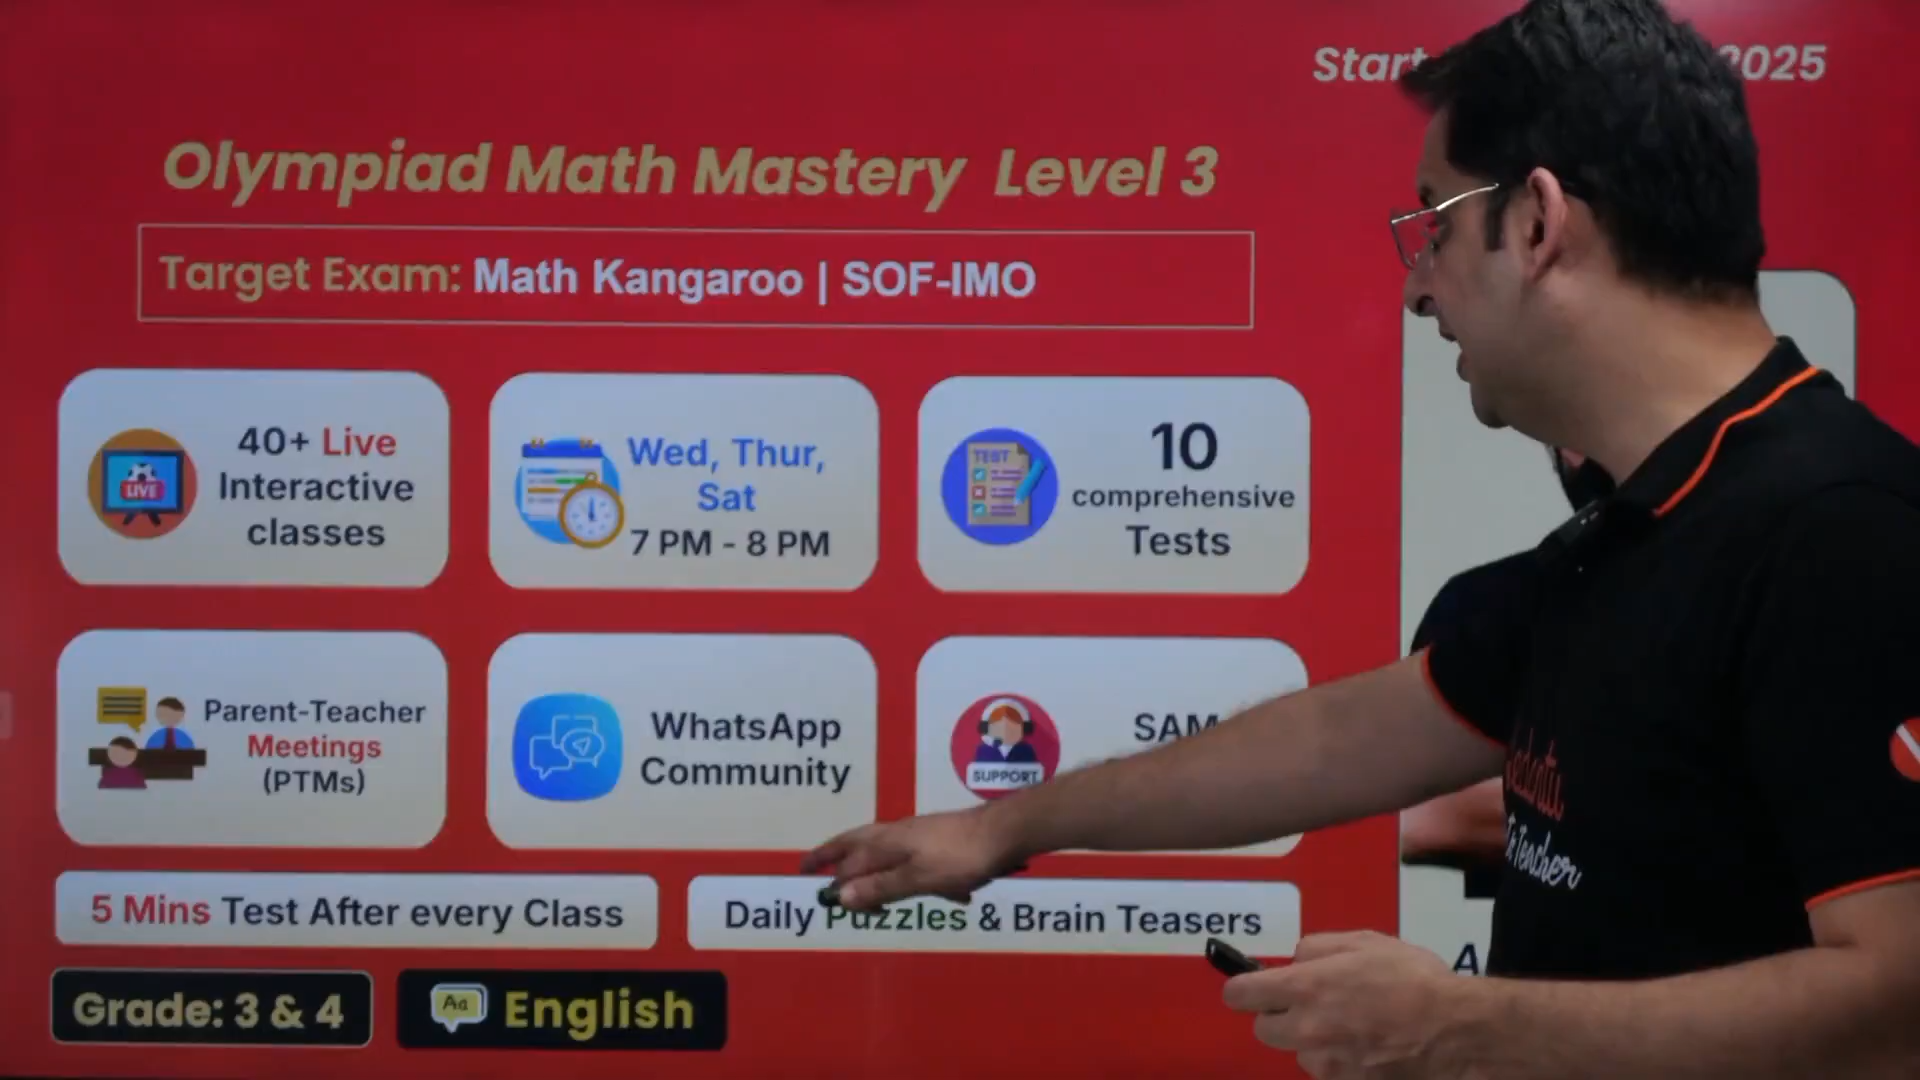 Start 2025
Olympiad Math Mastery Level 3
Target Exam: Math Kangaroo | SOF-IMO
40+ Live
Interactive
classes
LIVE
Wed, Thur,
Sat
7 PM - 8 PM
TEST
10
comprehensive
Tests
Parent-Teacher
Meetings
(PTMs)
WhatsApp
Community
SAM
SUPPORT
5 Mins Test After every Class
Daily Puzzles & Brain Teasers
Grade: 3 & 4
Aa English
Teacher
A